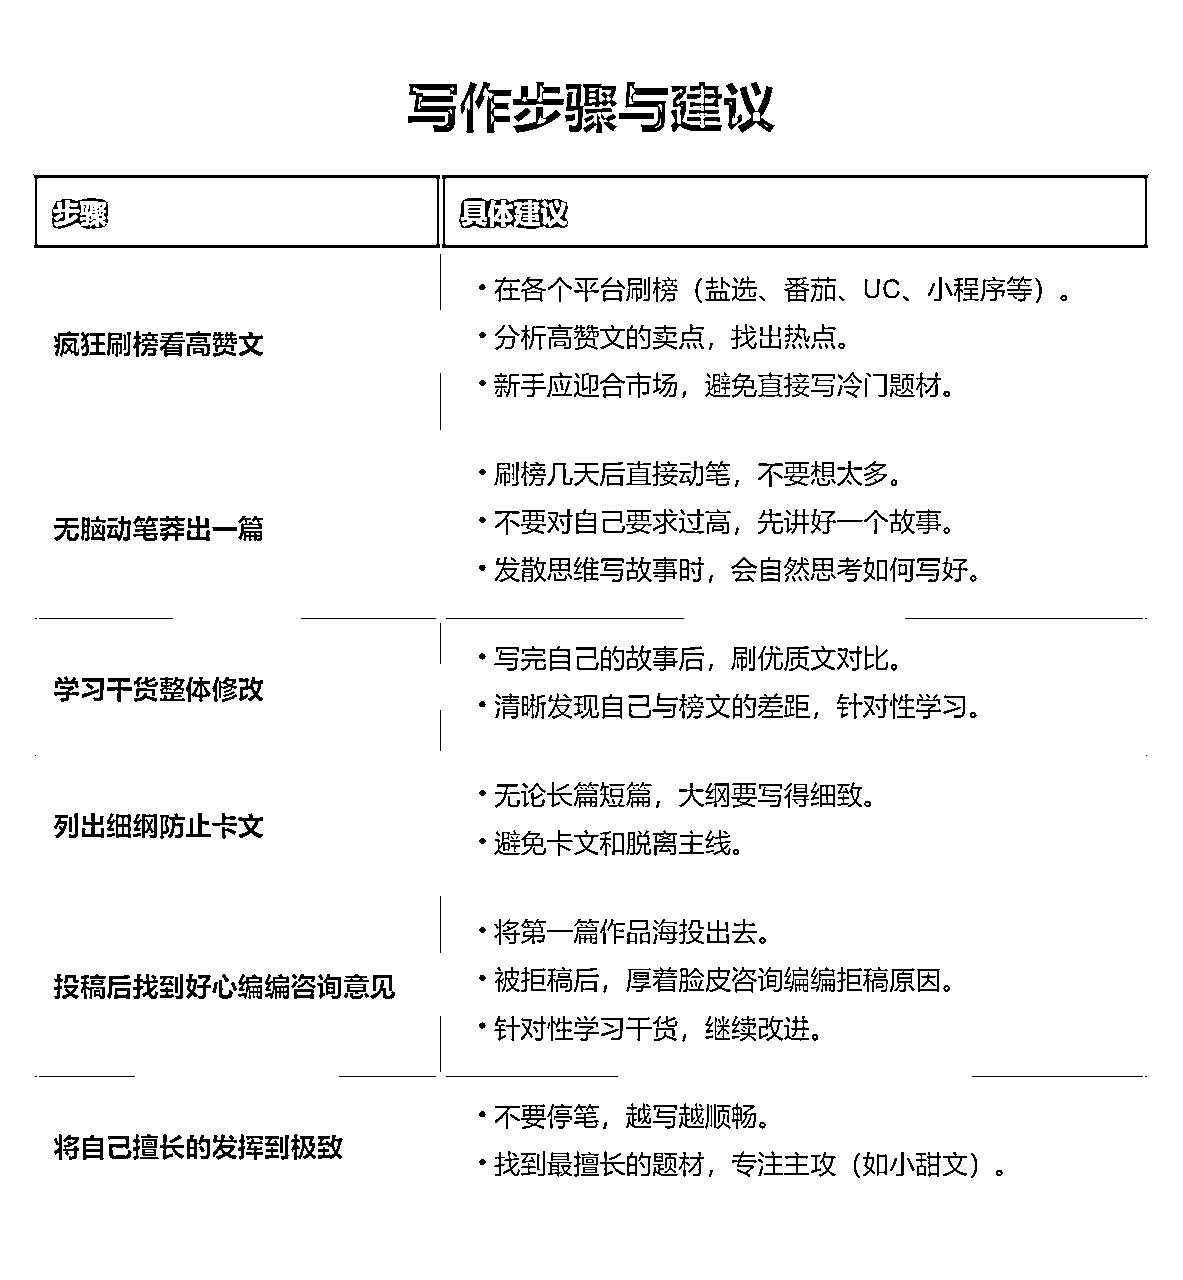 写作步骤与建议
步骤
具体建议
疯狂刷榜看高赞文
• 在各个平台刷榜（盐选、番茄、UC、小程序等）。
• 分析高赞文的卖点，找出热点。
• 新手应迎合市场，避免直接写冷门题材。
无脑动笔莽出一篇
• 刷榜几天后直接动笔，不要想太多。
• 不要对自己要求过高，先讲好一个故事。
• 发散思维写故事时，会自然思考如何写好。
学习干货整体修改
• 写完自己的故事后，刷优质文对比。
• 清晰发现自己与榜文的差距，针对性学习。
列出细纲防止卡文
• 无论长篇短篇，大纲要写得细致。
• 避免卡文和脱离主线。
投稿后找到好心编编咨询意见
• 将第一篇作品海投出去。
• 被拒稿后，厚着脸皮咨询编编拒稿原因。
• 针对性学习干货，继续改进。
将自己擅长的发挥到极致
• 不要停笔，越写越顺畅。
• 找到最擅长的题材，专注主攻（如小甜文）。